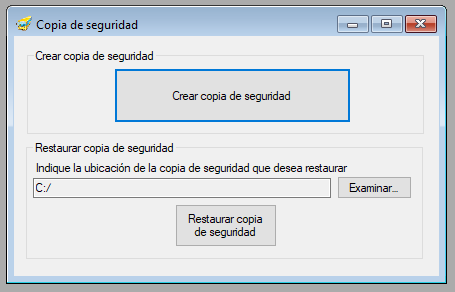 Copia de seguridad
Crear copia de seguridad
Crear copia de seguridad
Restaurar copia de seguridad
Indique la ubicación de la copia de seguridad que desea restaurar
C:/
Examinar...
Restaurar copia
de seguridad